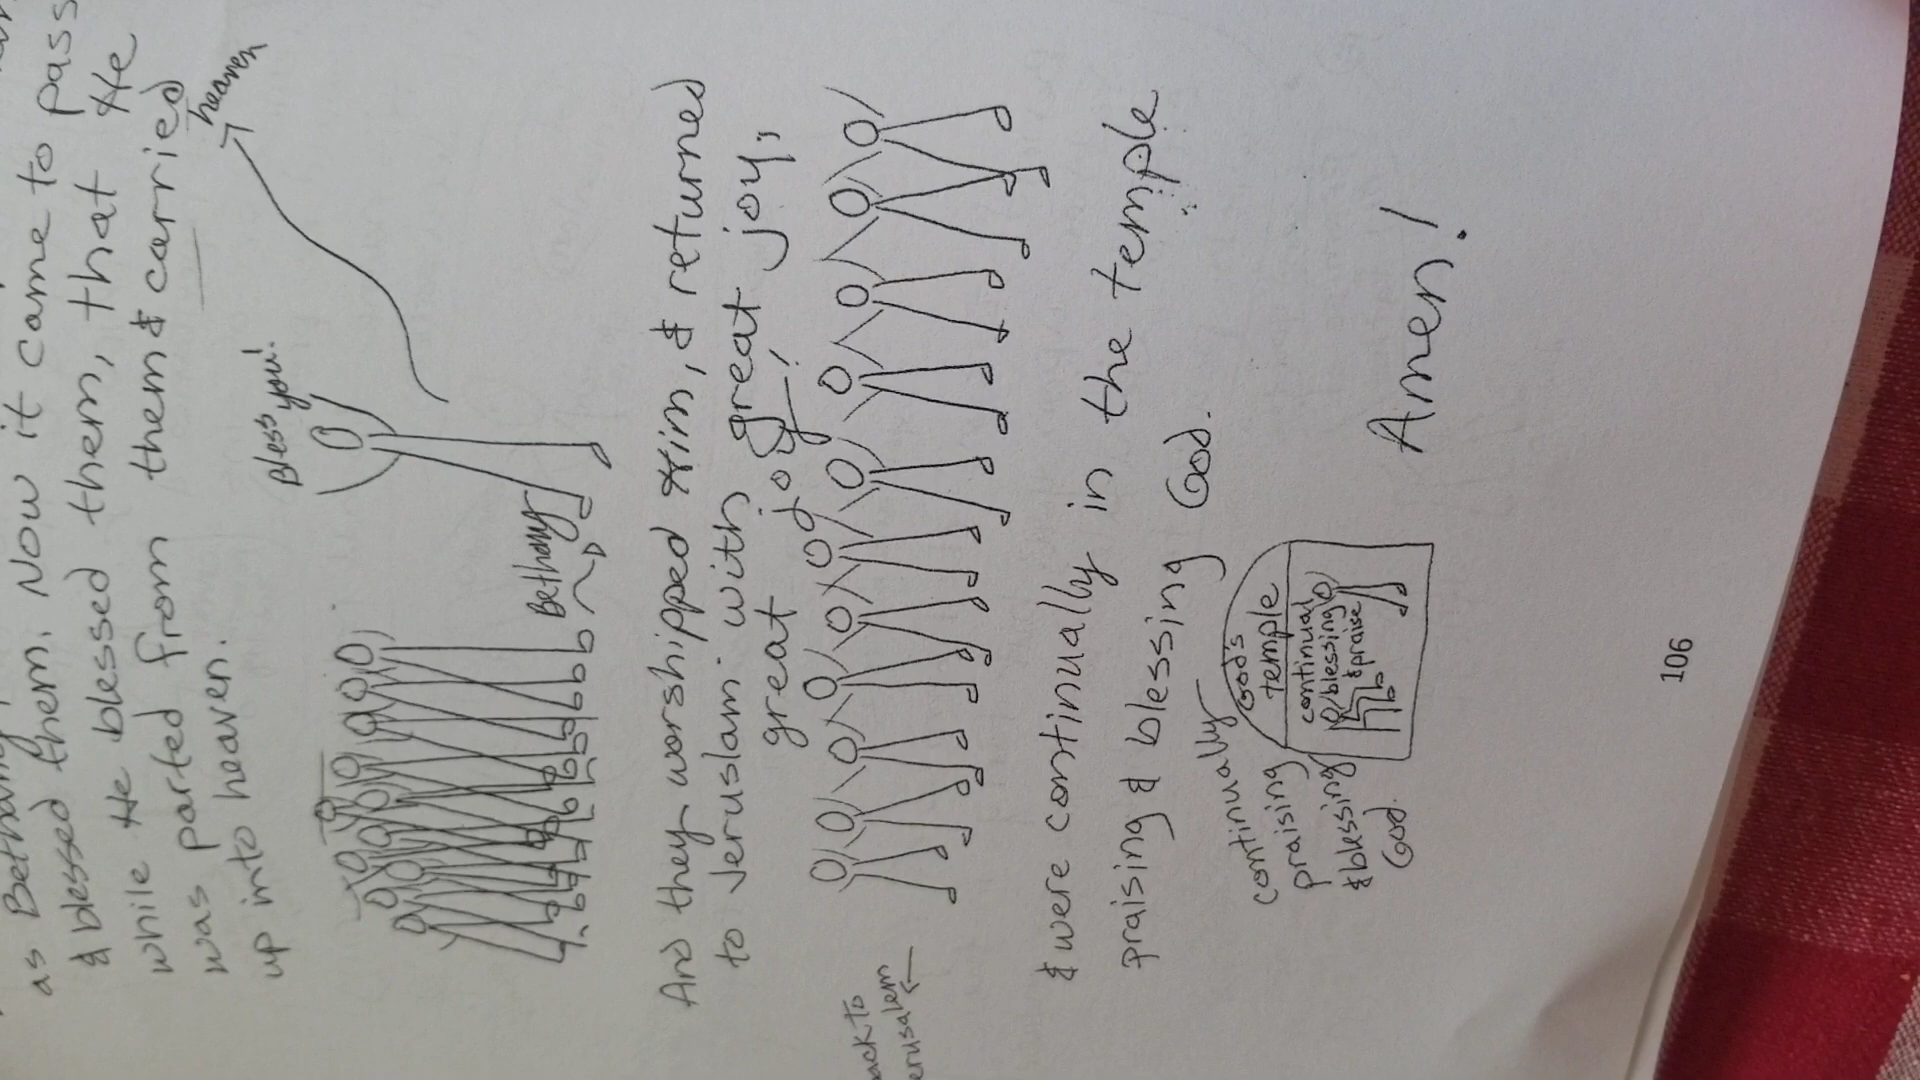 as Bethany,
& blessed them. Now it came to pass
& He blessed them, that He
while parted from them & carried
was
up into heaven.
heaven
Bless you!
Bethany
And they worshipped Him, & returned
to Jeruslam with great joy,
great joy!
back to
erusalem
& were continually in the temple
praising & blessing God.
continually
praising
& blessing
God.
God's
temple
continual
blessing
& praise
Amen!
106